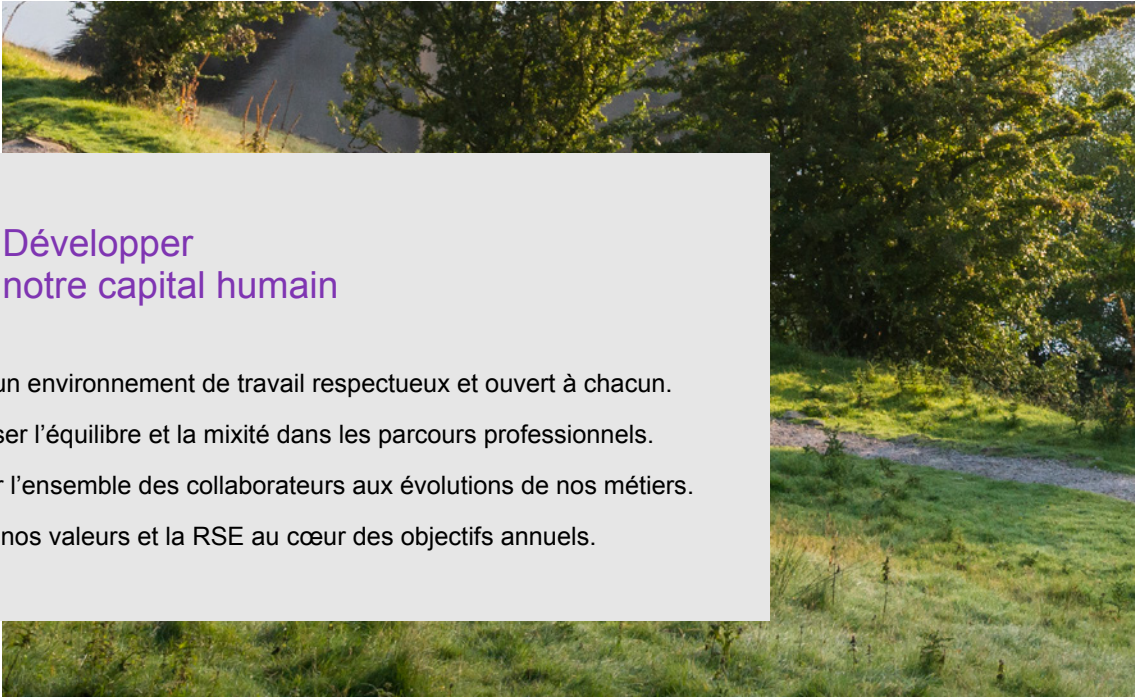 Développer
notre capital humain
un environnement de travail respectueux et ouvert à chacun.
l’équilibre et la mixité dans les parcours professionnels.
l’ensemble des collaborateurs aux évolutions de nos métiers.
nos valeurs et la RSE au cœur des objectifs annuels.